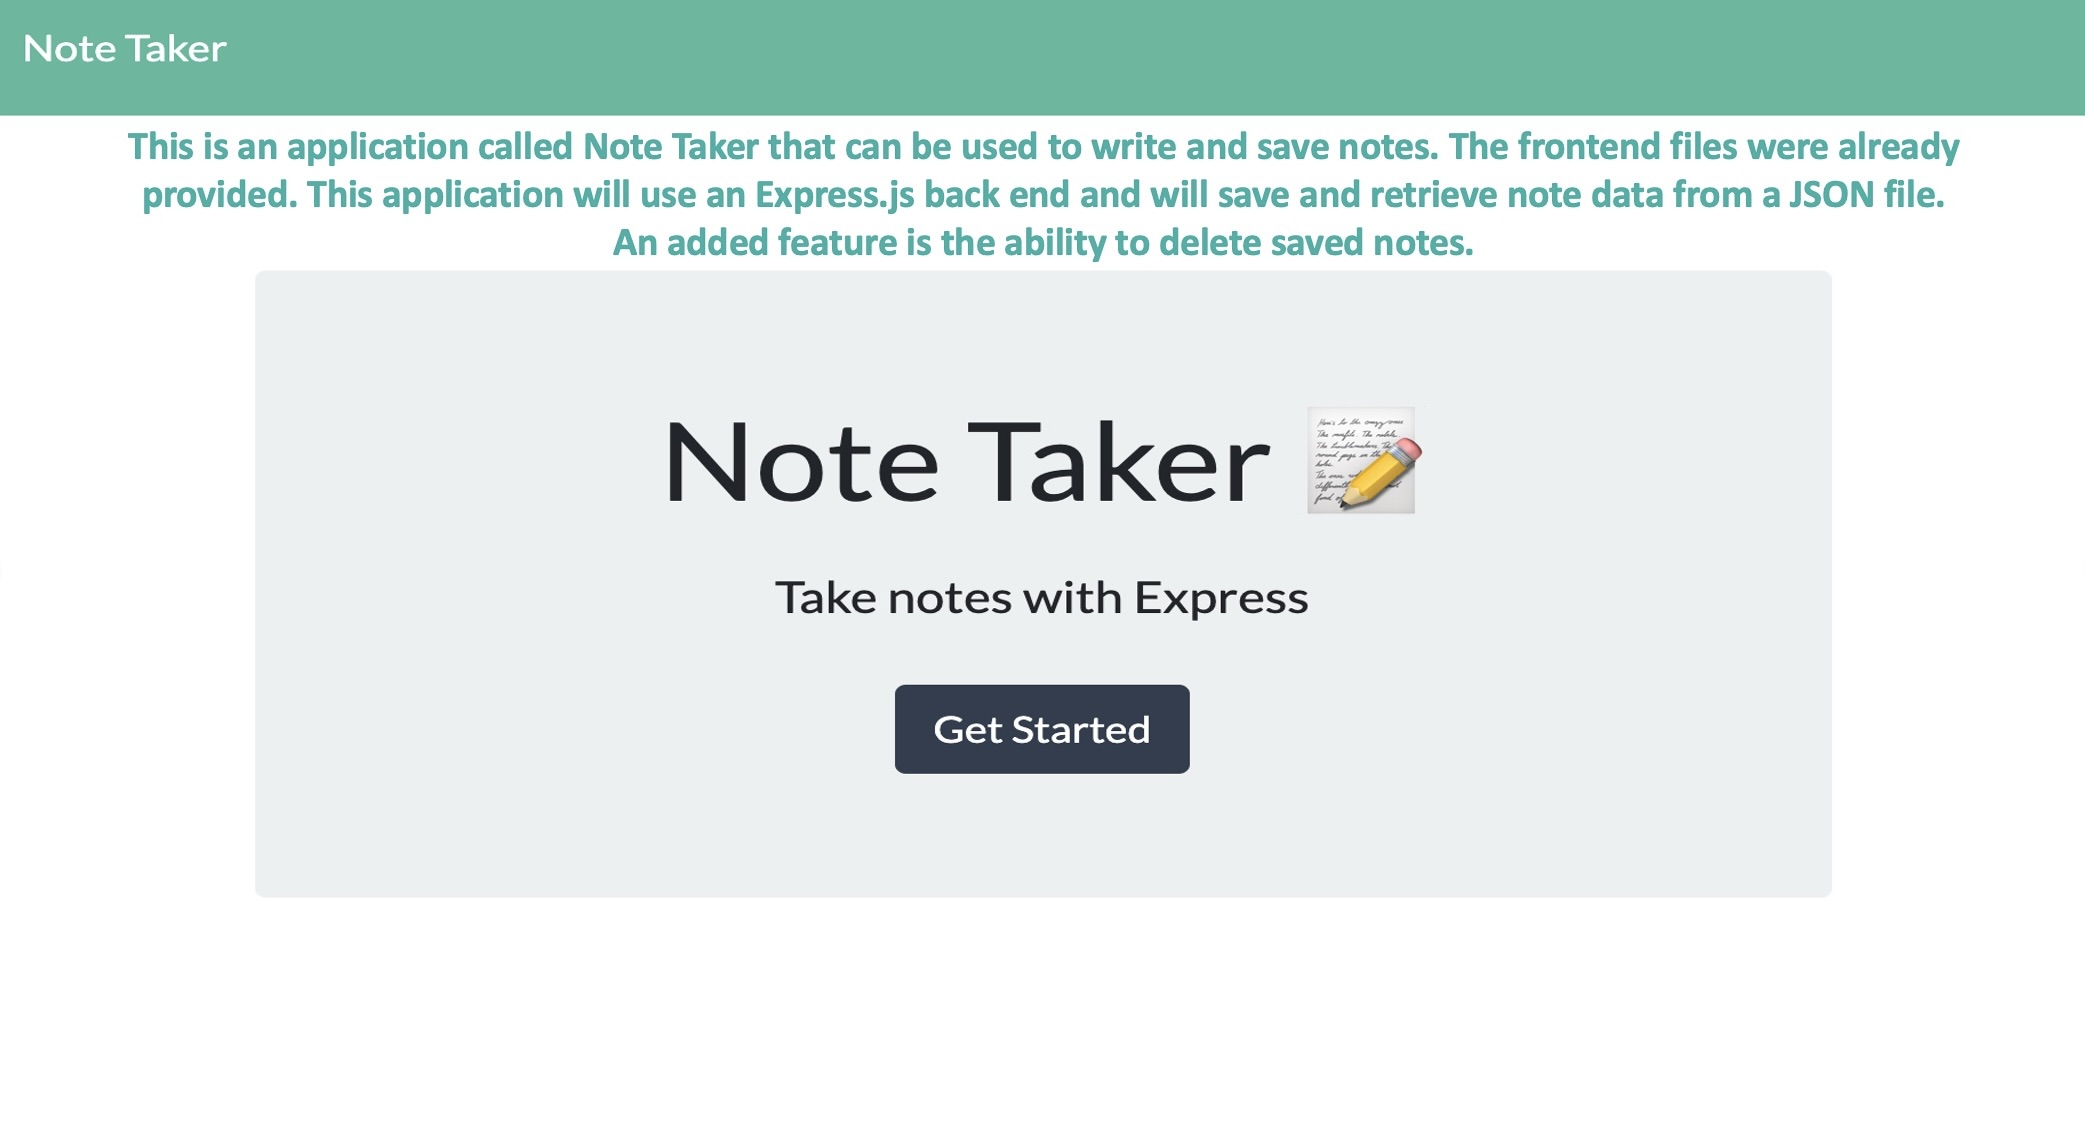 Note Taker
This is an application called Note Taker that can be used to write and save notes. The frontend files were already
provided. This application will use an Express.js back end and will save and retrieve note data from a JSON file.
An added feature is the ability to delete saved notes.
Note Taker
Take notes with Express
Get Started